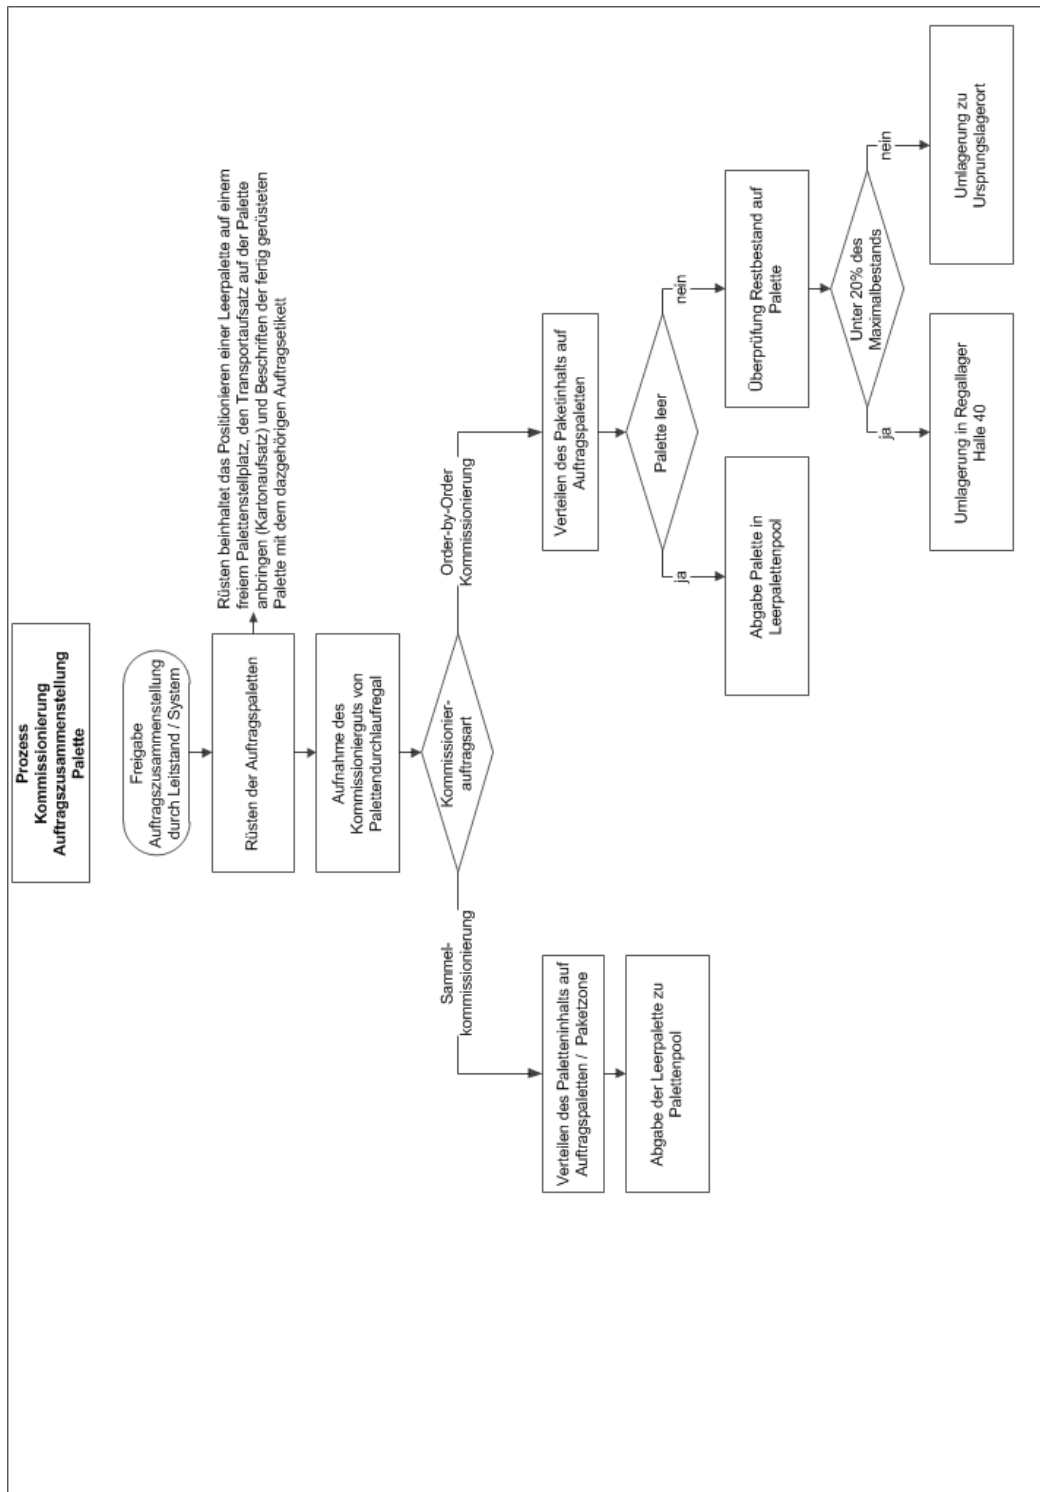 Prozess
Kommissionierung
Auftragszusammenstellung
Palette
Freigabe
Auftragszusammenstellung
durch Leitstand / System
Rüsten der Auftragspaletten
Rüsten beinhaltet das Positionieren einer Leerpalette auf einem
freiem Palettenstellplatz, den Transportaufsatz auf der Palette
anbringen (Kartonaufsatz) und Beschriften der fertig gerüsteten
Palette mit dem dazgehörigen Auftragsetikett
Aufnahme des
Kommissionierguts von
Palettendurchlaufregal
Kommissionier-
auftragsart
Sammel-
kommissionierung
Order-by-Order
Kommissionierung
Verteilen des Paletteninhalts auf
Auftragspaletten / Paketzone
Abgabe der Leerpalette zu
Palettenpool
Verteilen des Paketinhalts auf
Auftragspaletten
Palette leer
ja
nein
Abgabe Palette in
Leerpalettenpool
Überprüfung Restbestand auf
Palette
Unter 20% des
Maximalbestands
ja
nein
Umlagerung in Regallager
Halle 40
Umlagerung zu
Ursprungslagerort